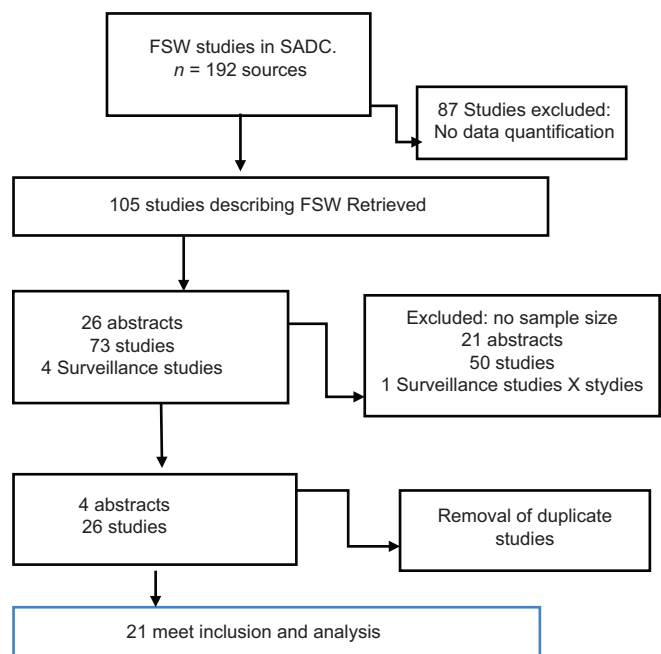 FSW studies in SADC.
n = 192 sources
87 Studies excluded:
No data quantification
105 studies describing FSW Retrieved
26 abstracts
73 studies
4 Surveillance studies
Excluded: no sample size
21 abstracts
50 studies
1 Surveillance studies X stydies
4 abstracts
26 studies
Removal of duplicate
studies
21 meet inclusion and analysis